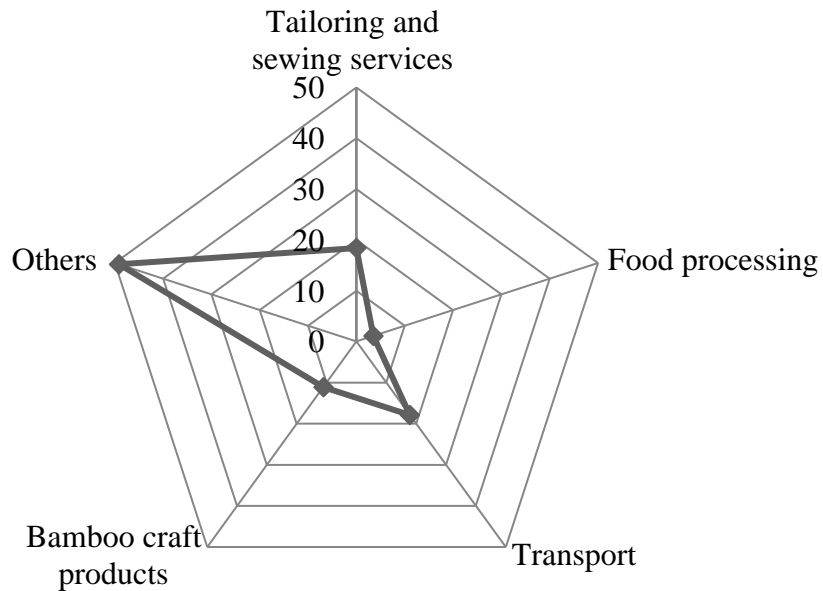 Tailoring and
sewing services
50
40
30
20
10
0
Others
Food processing
Bamboo craft
products
Transport